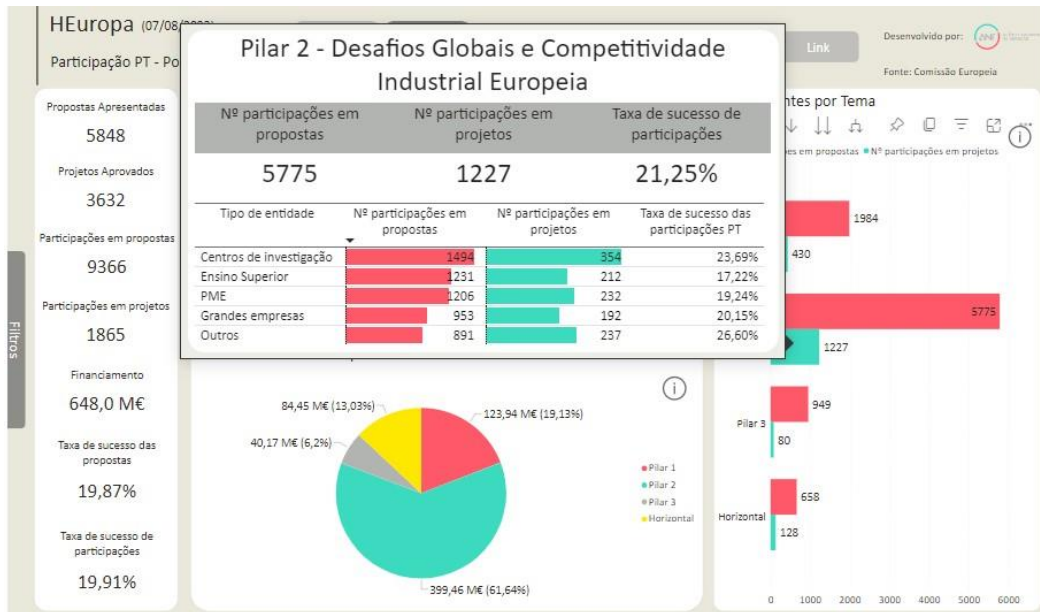 HEuropa (07/08/
Participação PT - Po
Link
Desenvolvido por:
ANI
Fonte: Comissão Europeia
Filtros
Propostas Apresentadas
5848
Projetos Aprovados
3632
Participações em propostas
9366
Participações em projetos
1865
Financiamento
648,0 M€
Taxa de sucesso das
propostas
19,87%
Taxa de sucesso de
participações
19,91%
Pilar 2 - Desafios Globais e Competitividade
Industrial Europeia
Nº participações em propostas Nº participações em projetos Taxa de sucesso de participações
5775 1227 21,25%
Tipo de entidade Nº participações em propostas Nº participações em projetos Taxa de sucesso das participações PT
Centros de investigação 1494 354 23,69%
Ensino Superior 1231 212 17,22%
PME 1206 232 19,24%
Grandes empresas 953 192 20,15%
Outros 891 237 26,60%
84,45 M€ (13,03%)
123,94 M€ (19,13%)
40,17 M€ (6,2%)
399,46 M€ (61,64%)
Pilar 1
Pilar 2
Pilar 3
Horizontal
ntes por Tema
es em propostas Nº participações em projetos
1984
430
5775
1227
Pilar 3
949
80
Horizontal
658
128
0 1000 2000 3000 4000 5000 6000